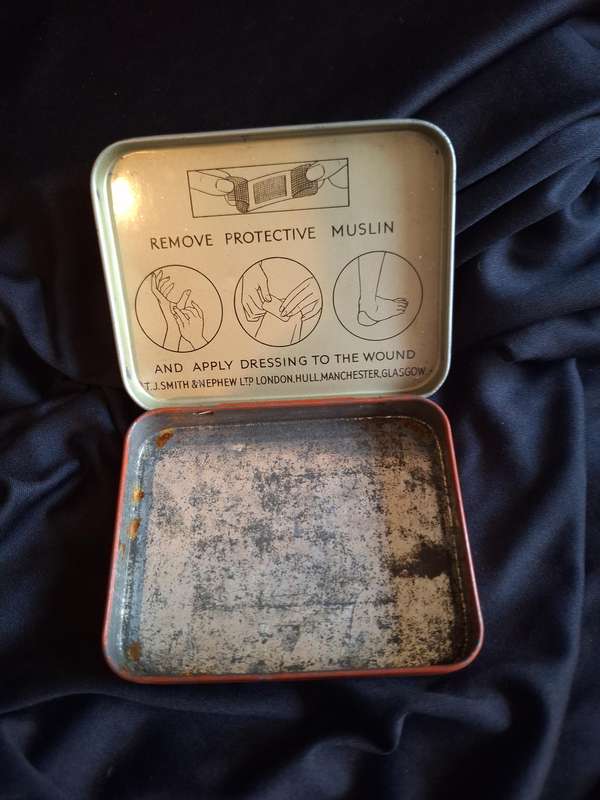 REMOVE PROTECTIVE MUSLIN
AND APPLY DRESSING TO THE WOUND
T.J.SMITH & NEPHEW LTD LONDON.HULL.MANCHESTER.GLASGOW.